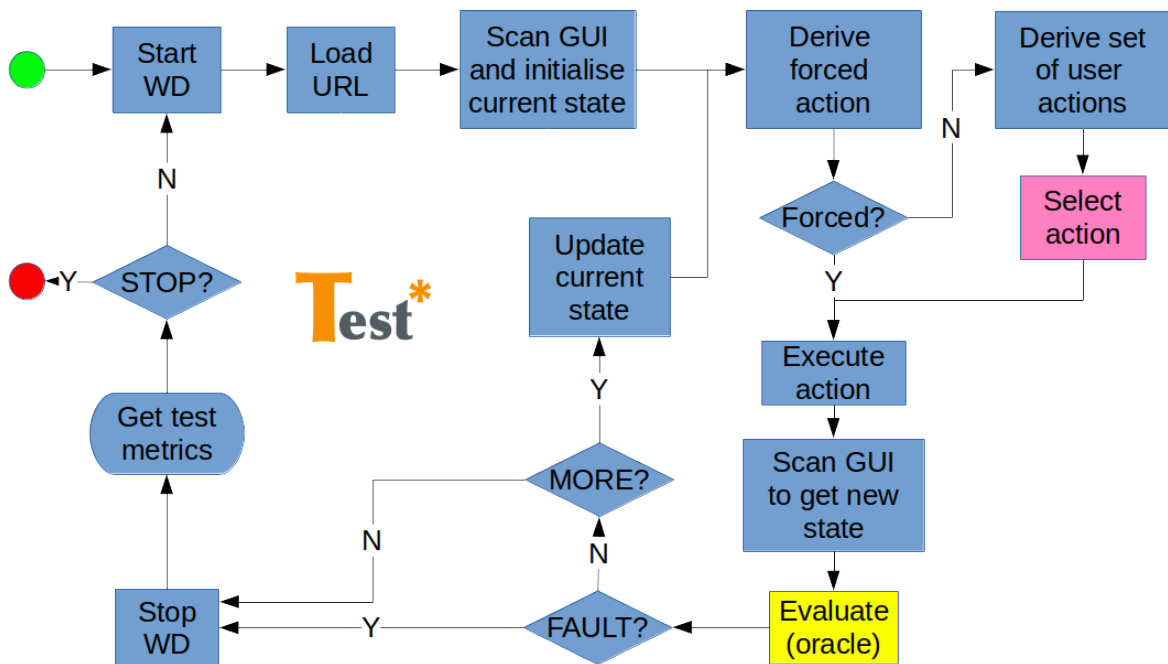 Start
WD
Load
URL
Scan GUI
and initialise
current state
Derive
forced
action
Derive set
of user
actions
N
Forced?
Select
action
Y
Update
current
state
N
STOP?
Y
Test*
Execute
action
Y
Get test
metrics
MORE?
Scan GUI
to get new
state
N
N
Stop
WD
Y
FAULT?
Evaluate
(oracle)